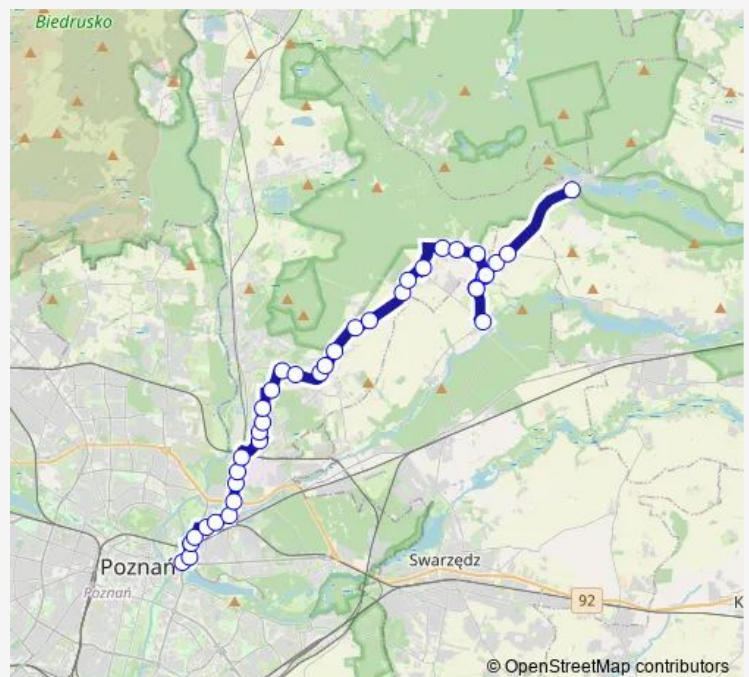 Biedrusko
Poznań
Poznań
Swarzędz
92
K
© OpenStreetMap contributors